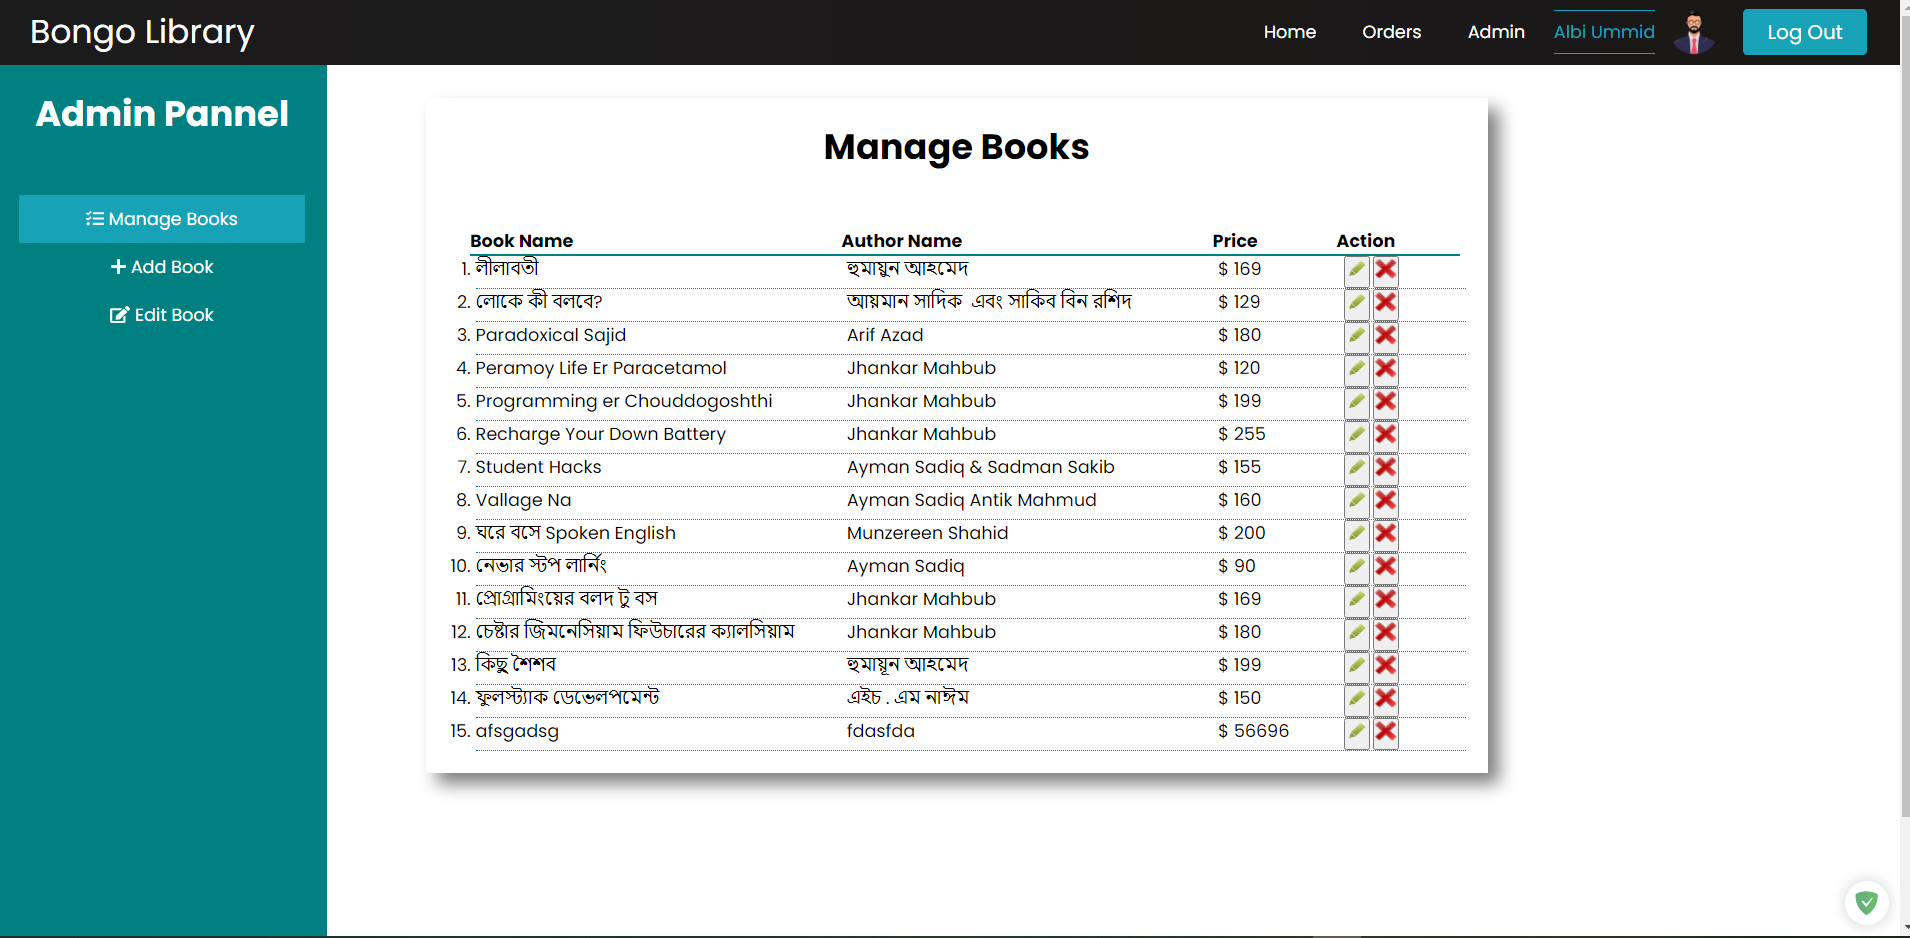 Bongo Library Home Orders Admin Albi Ummid Log Out
Admin Pannel
Manage Books
Add Book
Edit Book
Manage Books
Book Name Author Name Price Action
1. লীলাবতী হুমায়ুন আহমেদ $ 169
2. লোকে কী বলবে? আয়মান সাদিক এবং সাকিব বিন রশিদ $ 129
3. Paradoxical Sajid Arif Azad $ 180
4. Peramoy Life Er Paracetamol Jhankar Mahbub $ 120
5. Programming er Chouddogoshthi Jhankar Mahbub $ 199
6. Recharge Your Down Battery Jhankar Mahbub $ 255
7. Student Hacks Ayman Sadiq & Sadman Sakib $ 155
8. Vallage Na Ayman Sadiq Antik Mahmud $ 160
9. ঘরে বসে Spoken English Munzereen Shahid $ 200
10. নেভার স্টপ লার্নিং Ayman Sadiq $ 90
11. প্রোগ্রামিংয়ের বলদ টু বস Jhankar Mahbub $ 169
12. চেষ্টার জিমনেসিয়াম ফিউচারের ক্যালসিয়াম Jhankar Mahbub $ 180
13. কিছু শৈশব হুমায়ূন আহমেদ $ 199
14. ফুলস্ট্যাক ডেভেলপমেন্ট এইচ . এম নাঈম $ 150
15. afsgadsg fdasfda $ 56696